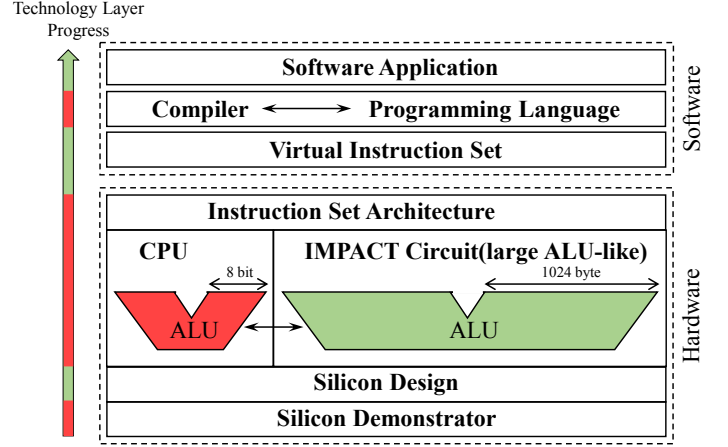 Technology Layer
Progress
Software Application
Compiler Programming Language
Virtual Instruction Set
Software
Instruction Set Architecture
CPU IMPACT Circuit(large ALU-like)
8 bit 1024 byte
ALU ALU
Hardware
Silicon Design
Silicon Demonstrator